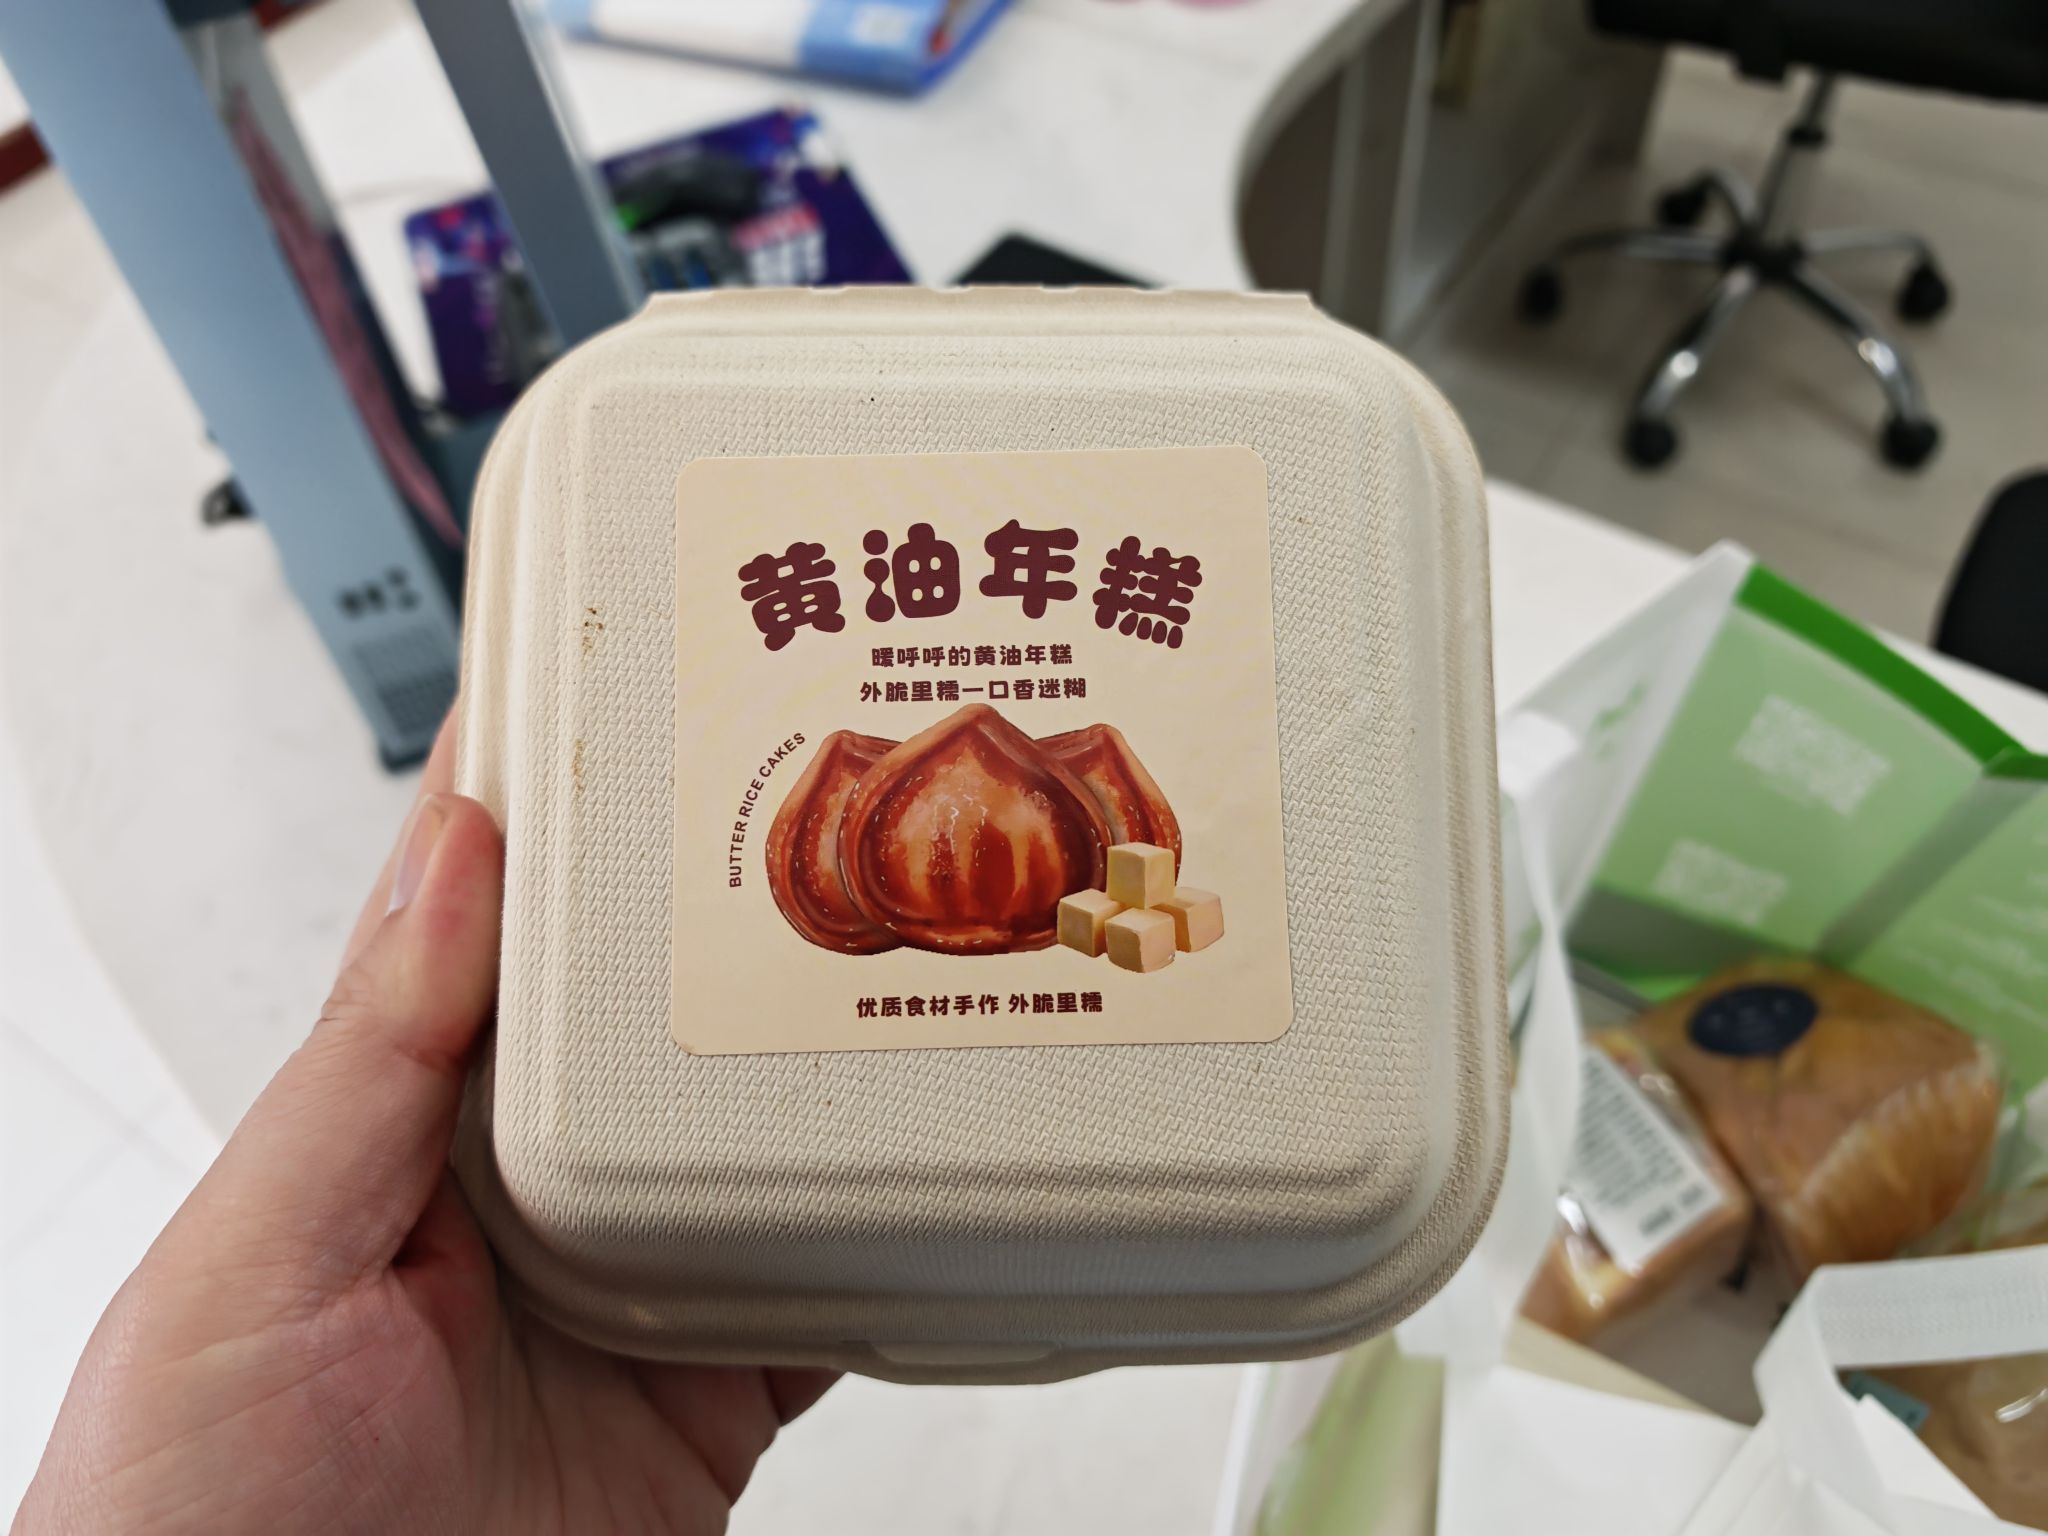 黄油年糕
暖呼呼的黄油年糕
外脆里糯一口香迷糊
BUTTER RICE CAKES
优质食材手作 外脆里糯